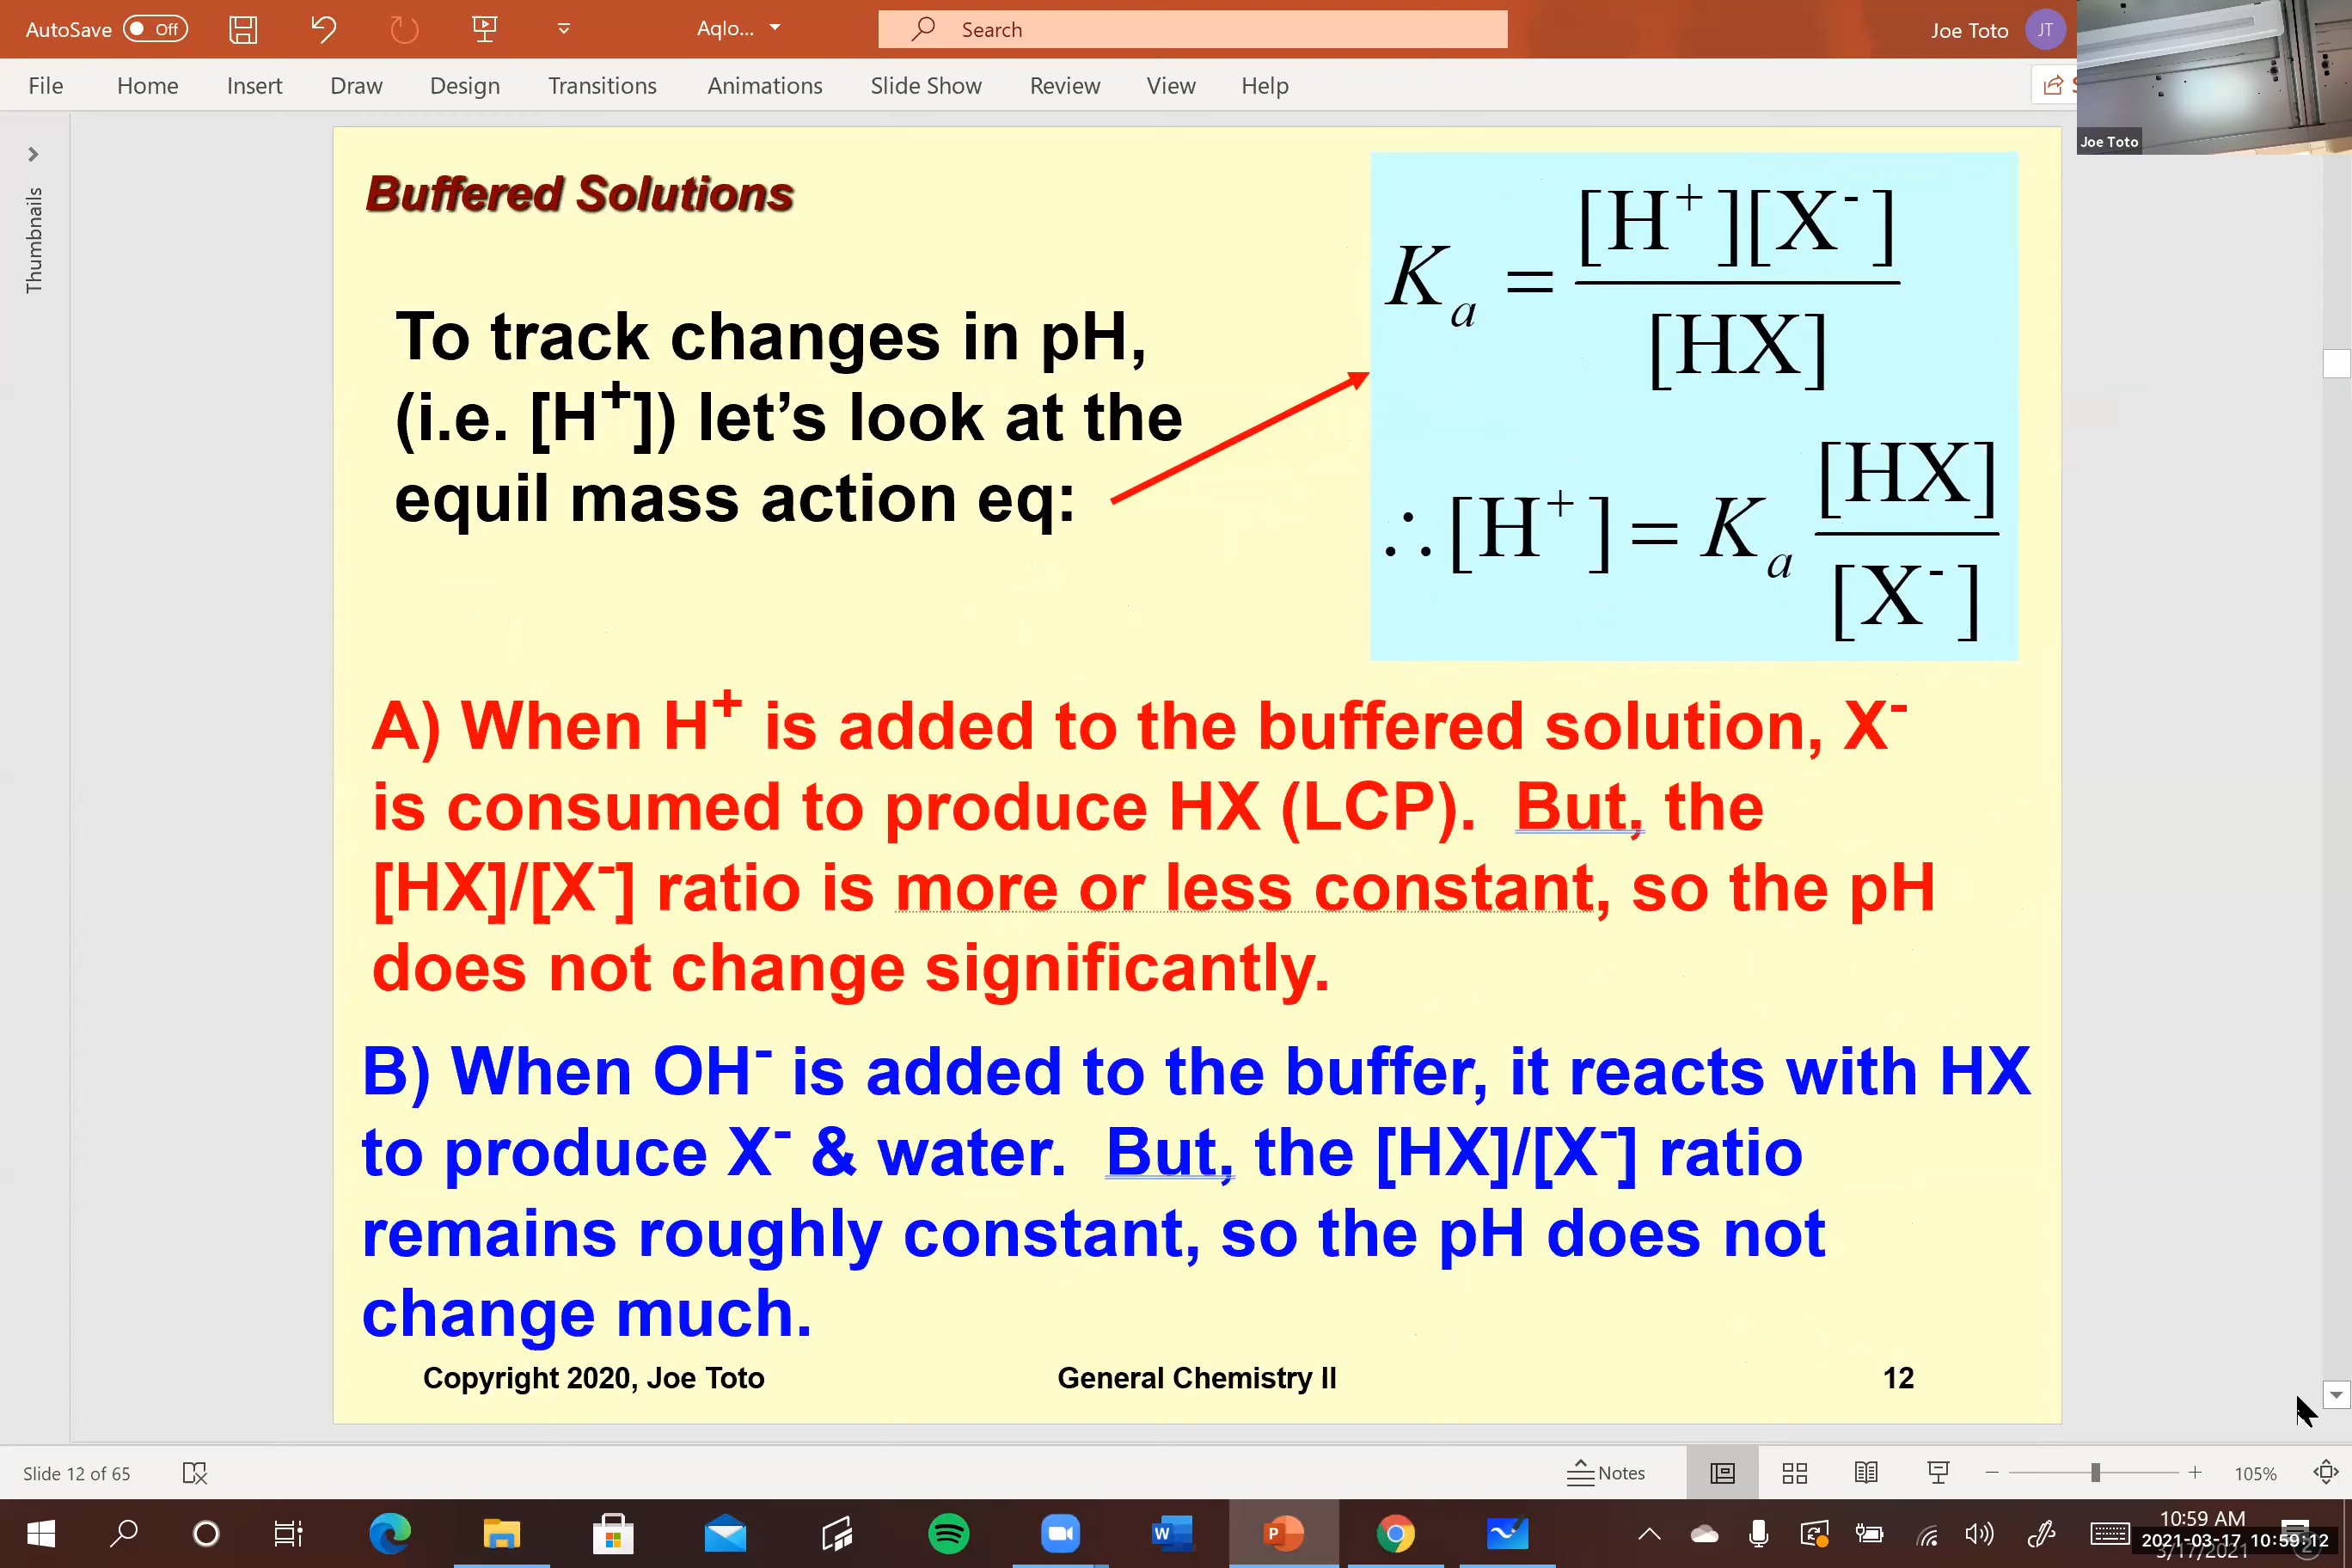 AutoSave Off Aqlo... Search Joe Toto JT
File Home Insert Draw Design Transitions Animations Slide Show Review View Help
Joe Toto
Thumbnails
Buffered Solutions
To track changes in pH,
(i.e. [H⁺]) let’s look at the
equil mass action eq:
Kₐ = [H⁺][X⁻] / [HX]
∴ [H⁺] = Kₐ [HX] / [X⁻]
A) When H⁺ is added to the buffered solution, X⁻
is consumed to produce HX (LCP). But, the
[HX]/[X⁻] ratio is more or less constant, so the pH
does not change significantly.
B) When OH⁻ is added to the buffer, it reacts with HX
to produce X⁻ & water. But, the [HX]/[X⁻] ratio
remains roughly constant, so the pH does not
change much.
Copyright 2020, Joe Toto General Chemistry II 12
Slide 12 of 65 Notes 105%
10:59 AM
2021-03-17 10:59:12
3/17/2021